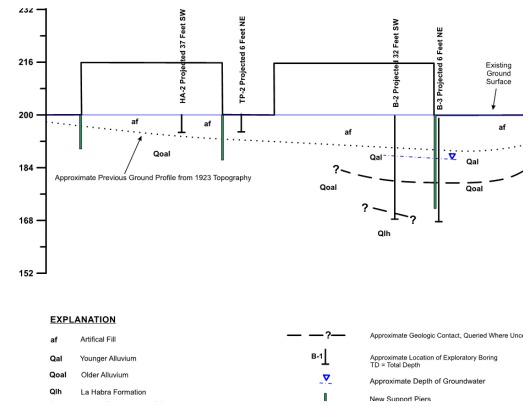 232
216
200
184
168
152
HA-2 Projected 37 Feet SW
TP-2 Projected 6 Feet NE
B-2 Projected 32 Feet SW
B-3 Projected 6 Feet NE
Existing
Ground
Surface
af
af
af
af
Qoal
Approximate Previous Ground Profile from 1923 Topography
Qal
Qal
?
Qoal
Qoal
?
?
Qlh
EXPLANATION
af Artifical Fill
Qal Younger Alluvium
Qoal Older Alluvium
Qlh La Habra Formation
? Approximate Geologic Contact, Queried Where
B-1 Approximate Location of Exploratory Boring
TD = Total Depth
Approximate Depth of Groundwater
New Support Piers